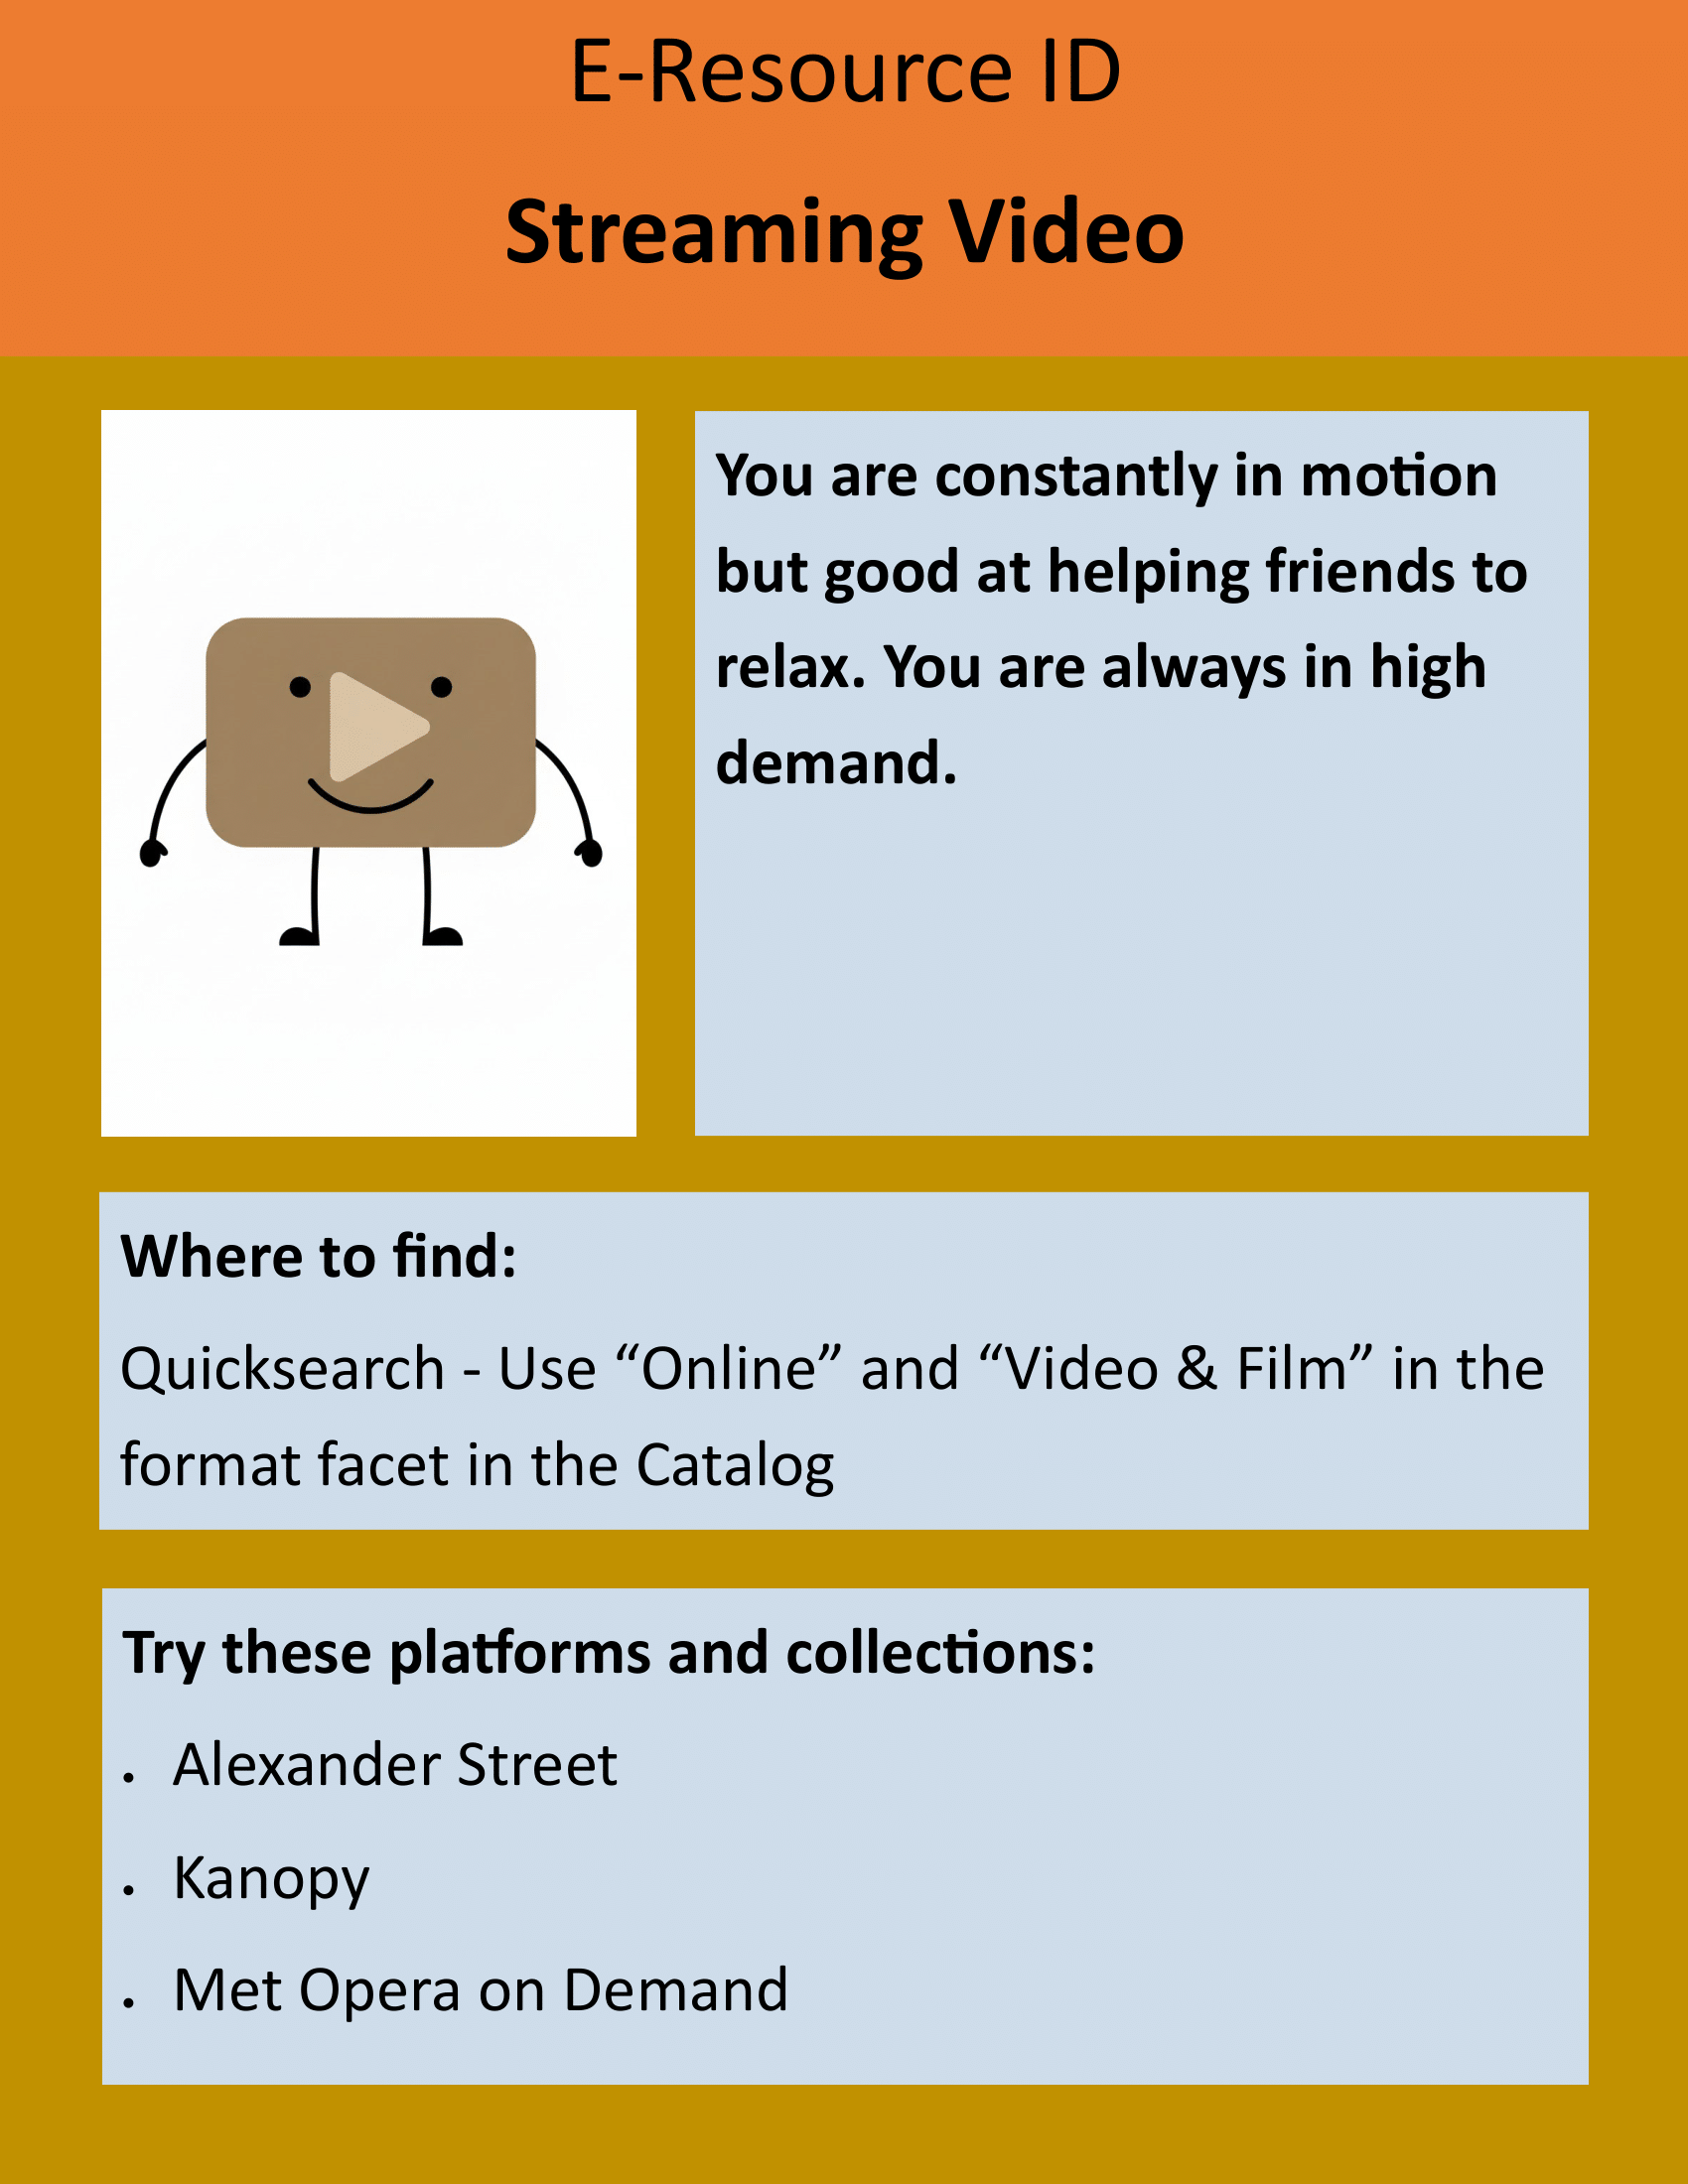 E-Resource ID
Streaming Video
You are constantly in motion
but good at helping friends to
relax. You are always in high
demand.
Where to find:
Quicksearch - Use “Online” and “Video & Film” in the
format facet in the Catalog
Try these platforms and collections:
• Alexander Street
• Kanopy
• Met Opera on Demand